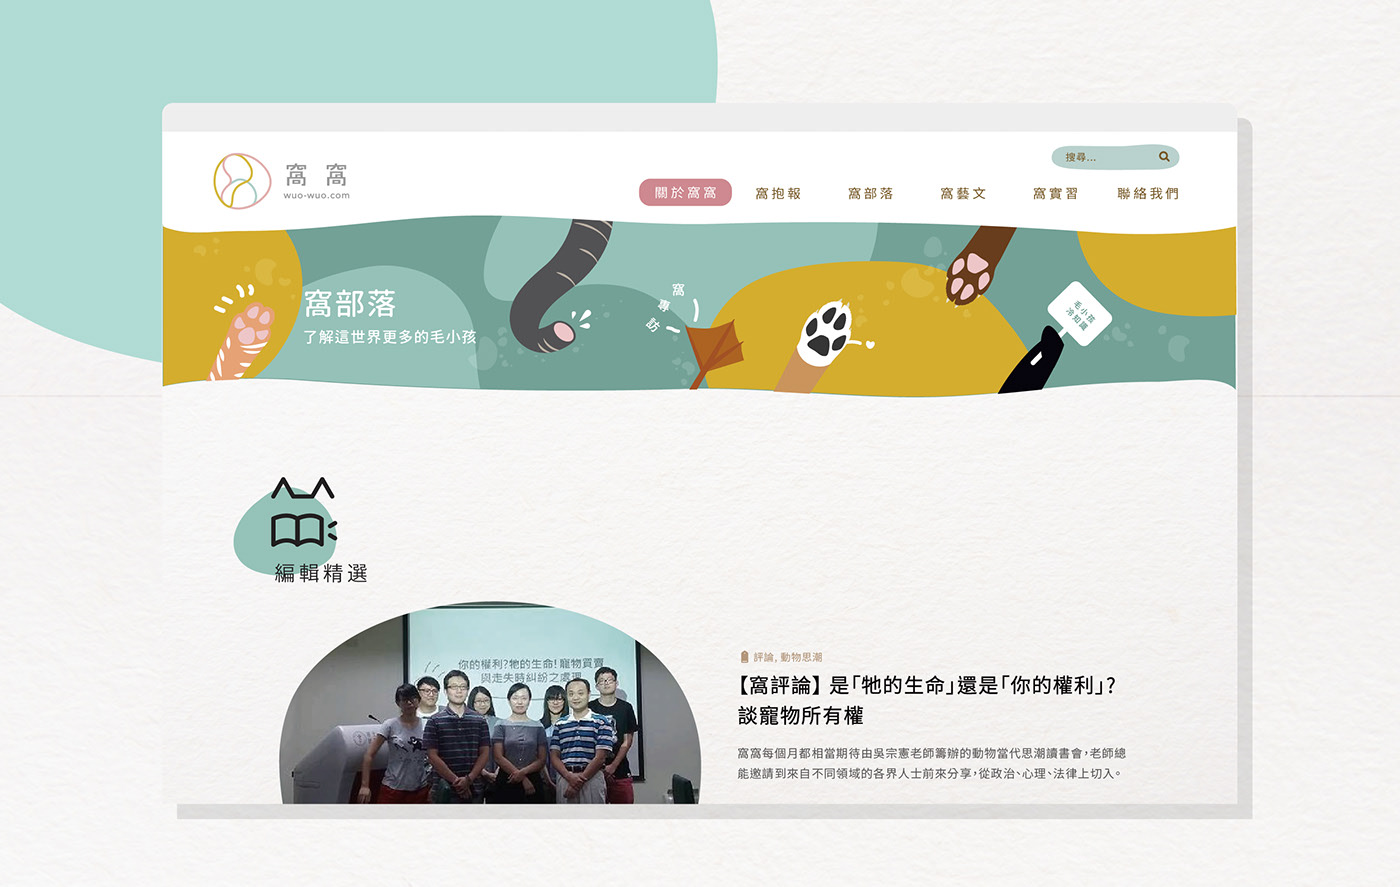 窩窩
wuo-wuo.com
搜尋...
關於窩窩
窩抱報
窩部落
窩藝文
窩實習
聯絡我們
窩部落
了解這世界更多的毛小孩
窩專訪
毛小孩
冷知識
編輯精選
你的權利?牠的生命!寵物買賣
與走失時糾紛之處理
評論, 動物思潮
【窩評論】是「牠的生命」還是「你的權利」?
談寵物所有權
窩窩每個月都相當期待由吳宗憲老師籌辦的動物當代思潮讀書會,老師總
能邀請到來自不同領域的各界人士前來分享,從政治、心理、法律上切入。